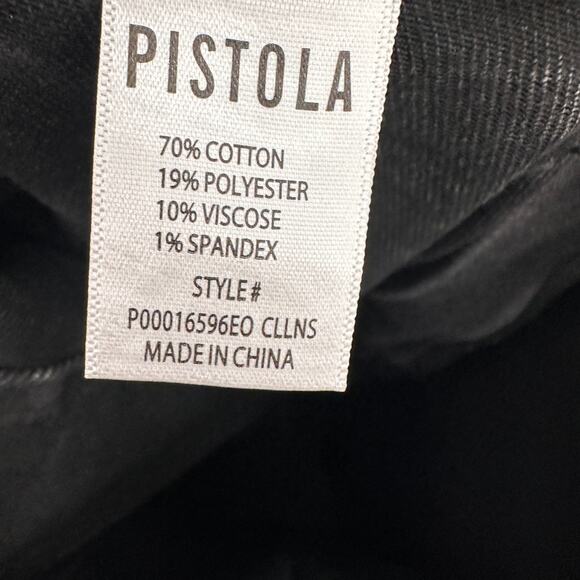 PISTOLA
70% COTTON
19% POLYESTER
10% VISCOSE
1% SPANDEX
STYLE#
P00016596EO CLLNS
MADE IN CHINA